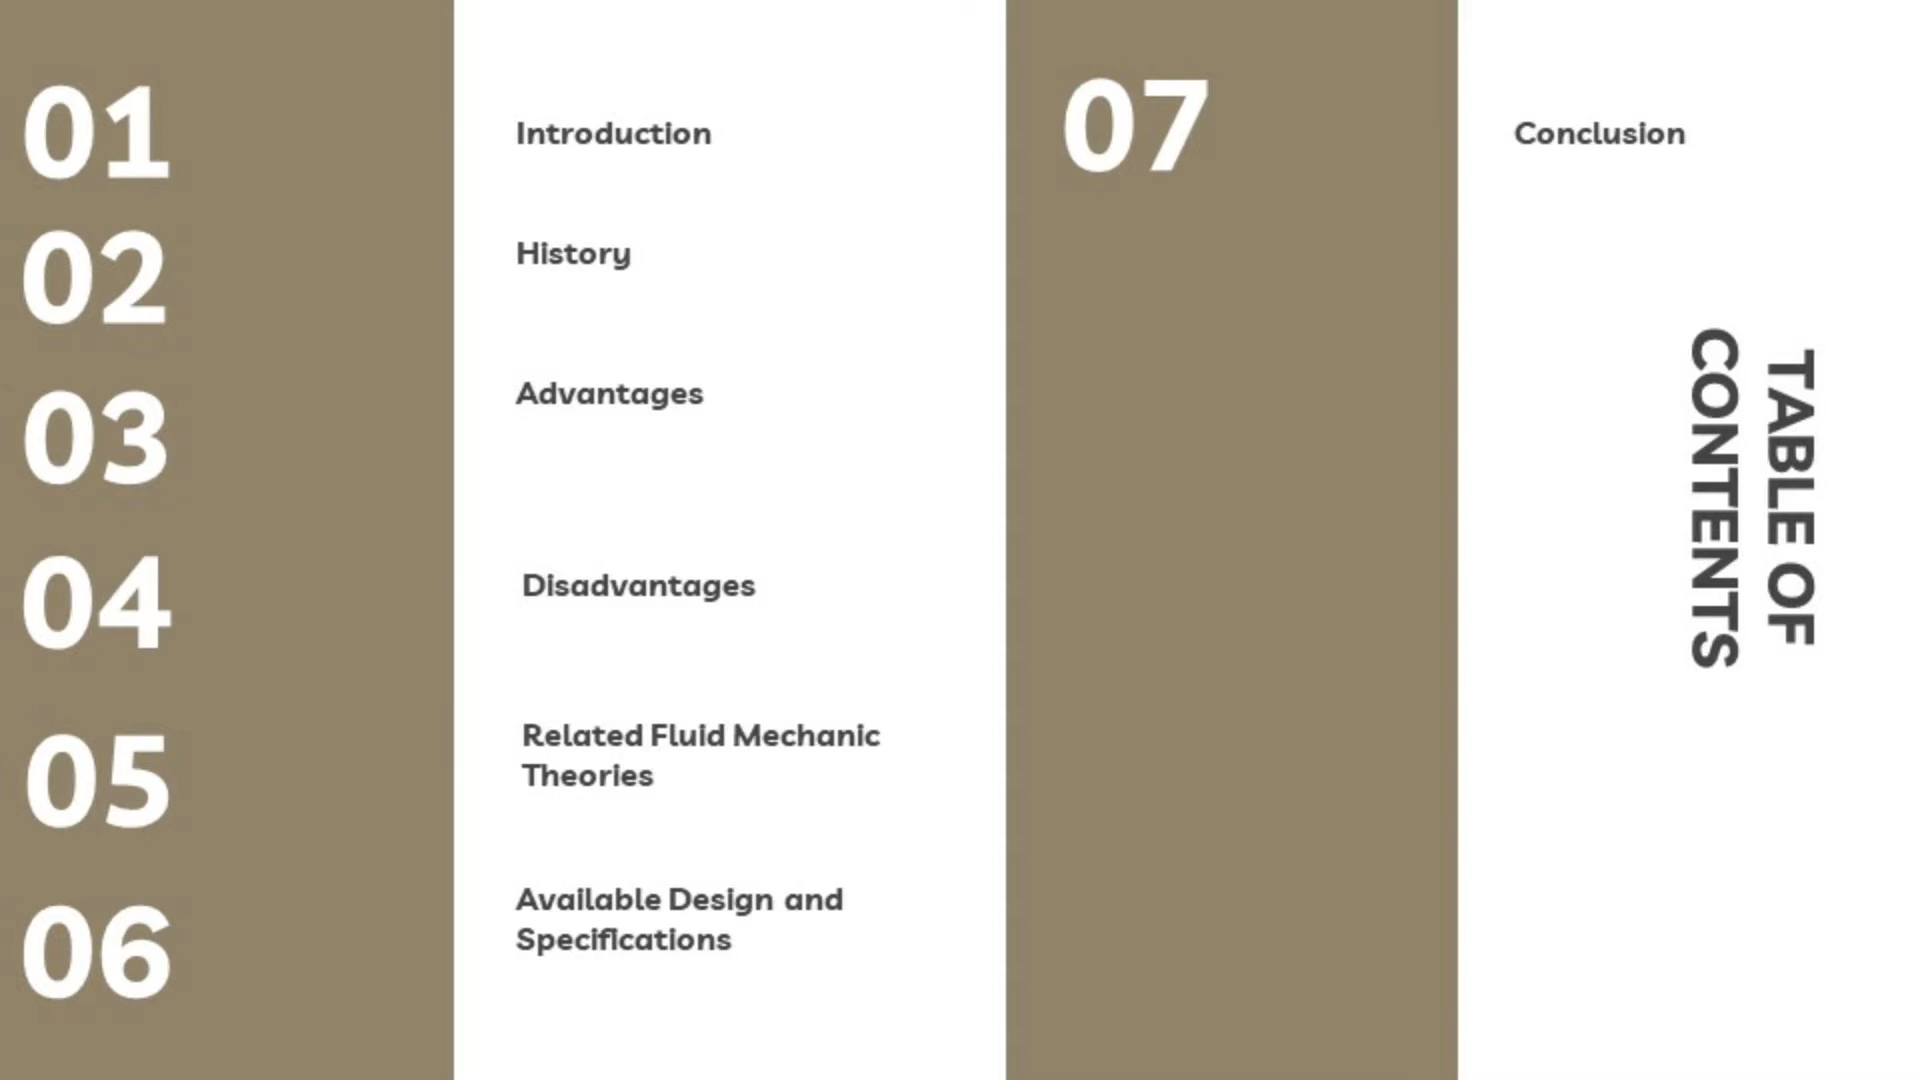 01
Introduction
02
History
03
Advantages
04
Disadvantages
05
Related Fluid Mechanic
Theories
06
Available Design and
Specifications
07
Conclusion
TABLE OF
CONTENTS